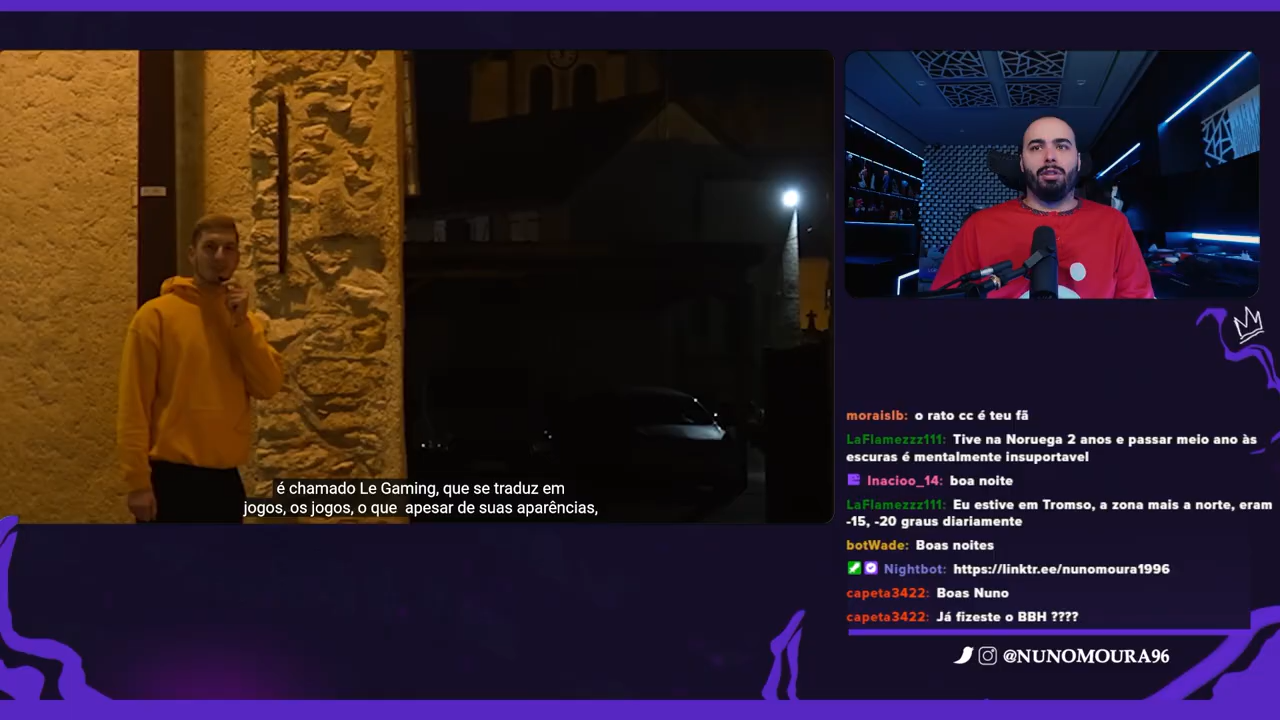 é chamado Le Gaming, que se traduz em
jogos, os jogos, o que apesar de suas aparências,
moraislb: o rato cc é teu fã
LaFlamezzz111: Tive na Noruega 2 anos e passar meio ano às
escuras é mentalmente insuportavel
Inacioo_14: boa noite
LaFlamezzz111: Eu estive em Tromso, a zona mais a norte, eram
-15, -20 graus diariamente
botWade: Boas noites
Nightbot: https://linktr.ee/nunomoura1996
capeta3422: Boas Nuno
capeta3422: Já fizeste o BBH ????
@NUNOMOURA96